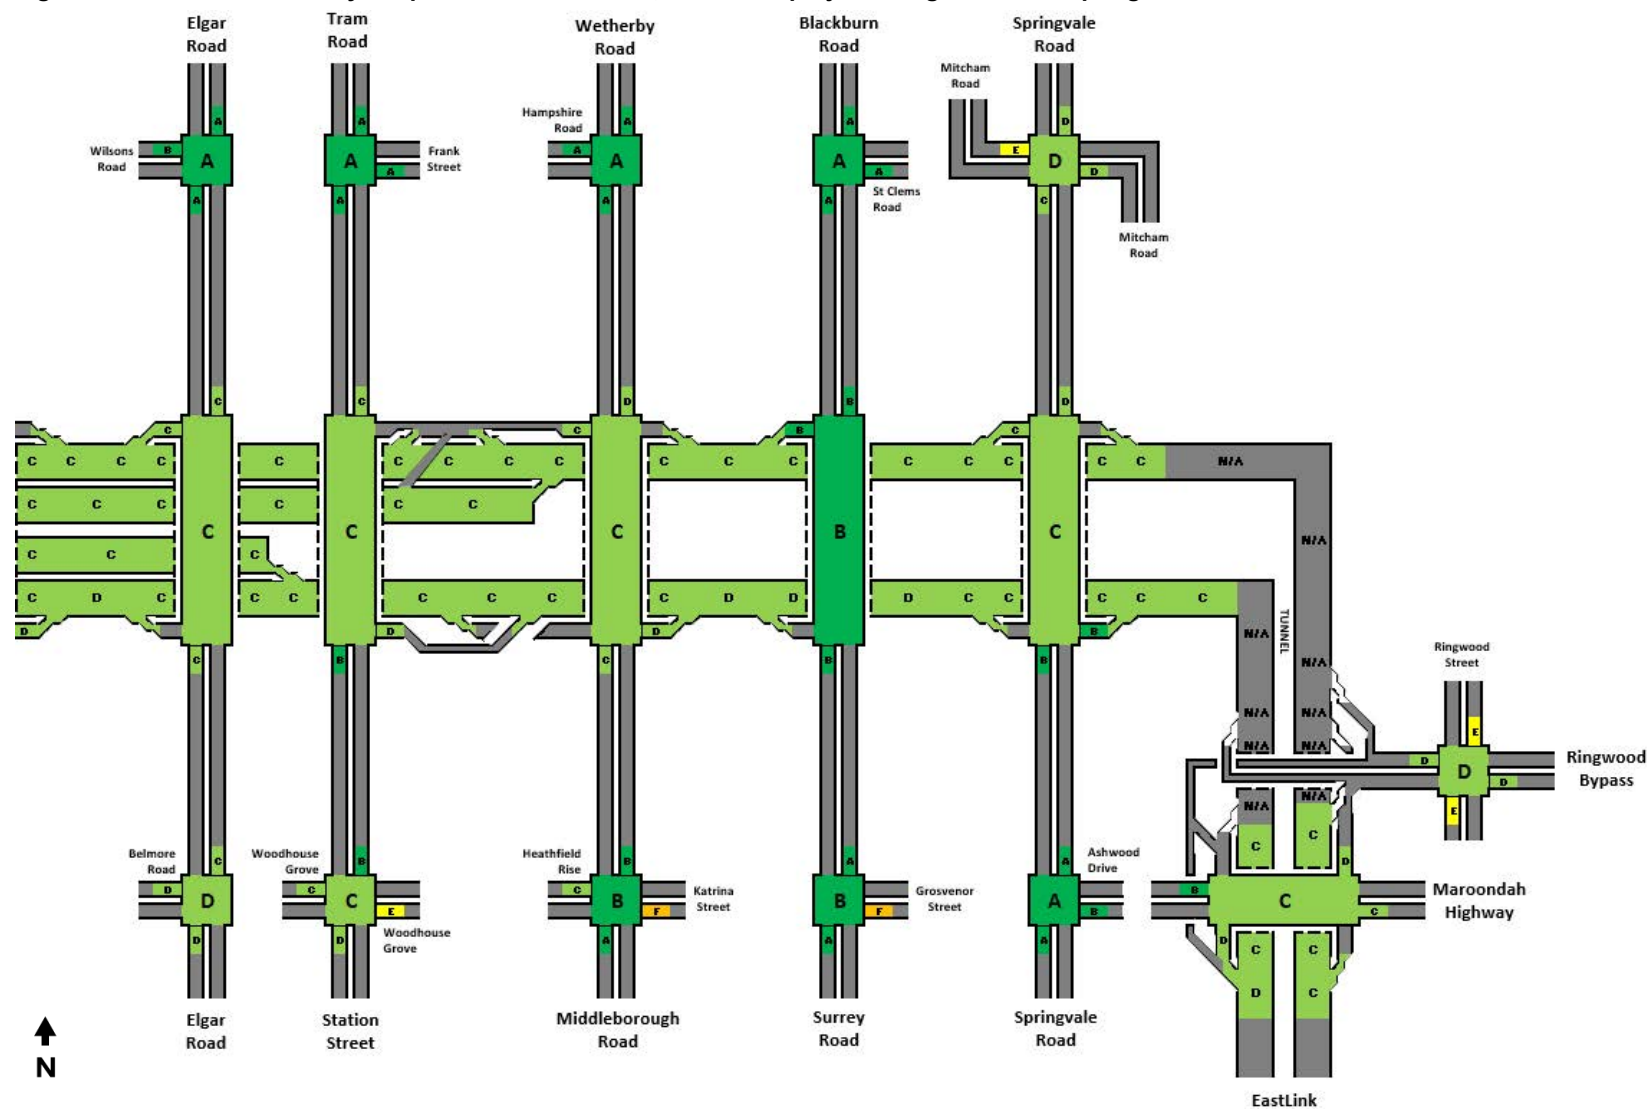 Elgar
Road
Tram
Road
Wetherby
Road
Blackburn
Road
Springvale
Road
Mitcham
Road
Hampshire
Road
Wilsons
Road
Frank
Street
St Clems
Road
Mitcham
Road
A A A A D
B A A E
A A A A D
A A D
A A A A C
C C D B D
C C B C
C C C C C C C C C C C C C C C C C C N/A
C C C C C C
C C C B C
N/A
C C C
C D C C C C C C C D D D C C C C C
D D D B
N/A
TUNNEL
C B C B B
N/A
Ringwood
Street
N/A N/A
E
N/A N/A
D D D
Ringwood
Bypass
N/A N/A
E
C C
Belmore
Road
Woodhouse
Grove
Heathfield
Rise
Ashwood
Drive
C B B A A D
D C C B
D C B B A C
E F F B C
Katrina
Street
Grosvenor
Street
Maroondah
Highway
Woodhouse
Grove
D D A A A D C C
D C
Elgar
Road
Station
Street
Middleborough
Road
Surrey
Road
Springvale
Road
N
EastLink